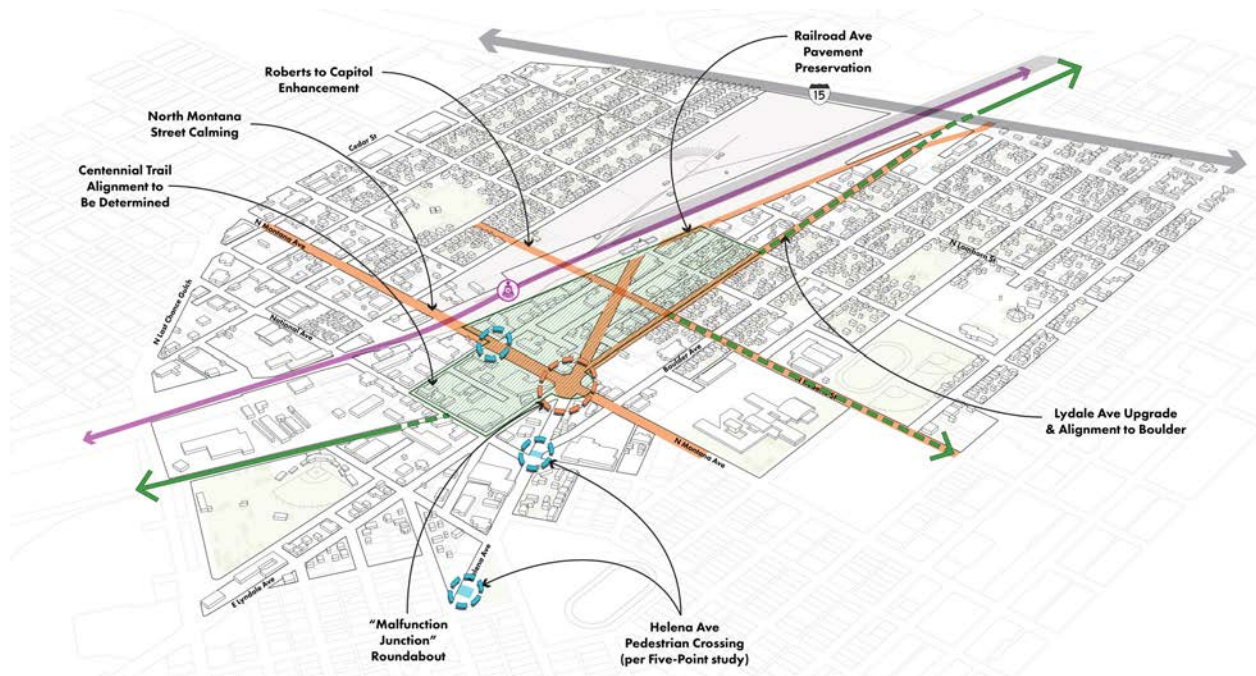 Railroad Ave
Pavement
Preservation
Roberts to Capitol
Enhancement
15
North Montana
Street Calming
Cedar St
Centennial Trail
Alignment to
Be Determined
N Montana Ave
N Last Chance Gulch
National Ave
N Lamborn St
Boulder Ave
N Montana Ave
Lydale Ave Upgrade
& Alignment to Boulder
E Lyndale Ave
"Malfunction
Junction"
Roundabout
Helena Ave
Pedestrian Crossing
(per Five-Point study)